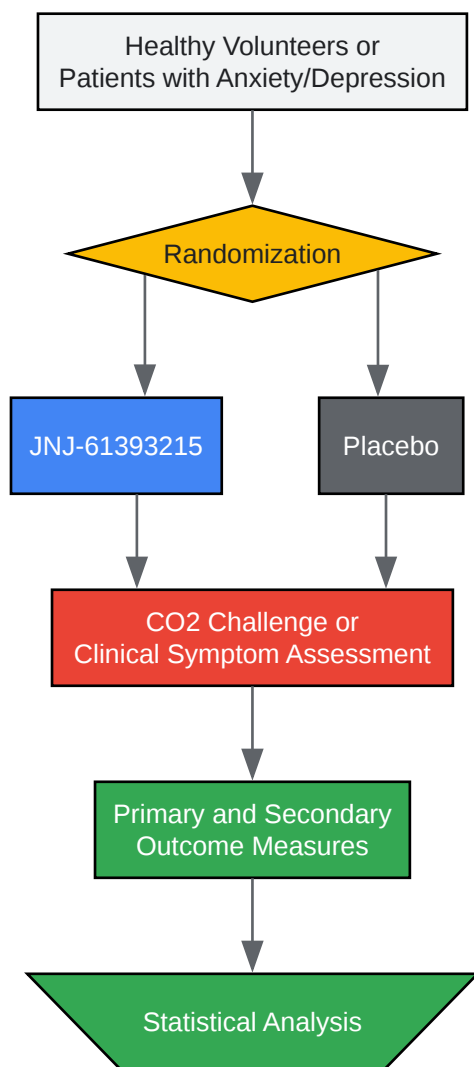 Healthy Volunteers or
Patients with Anxiety/Depression
Randomization
JNJ-61393215
Placebo
CO2 Challenge or
Clinical Symptom Assessment
Primary and Secondary
Outcome Measures
Statistical Analysis